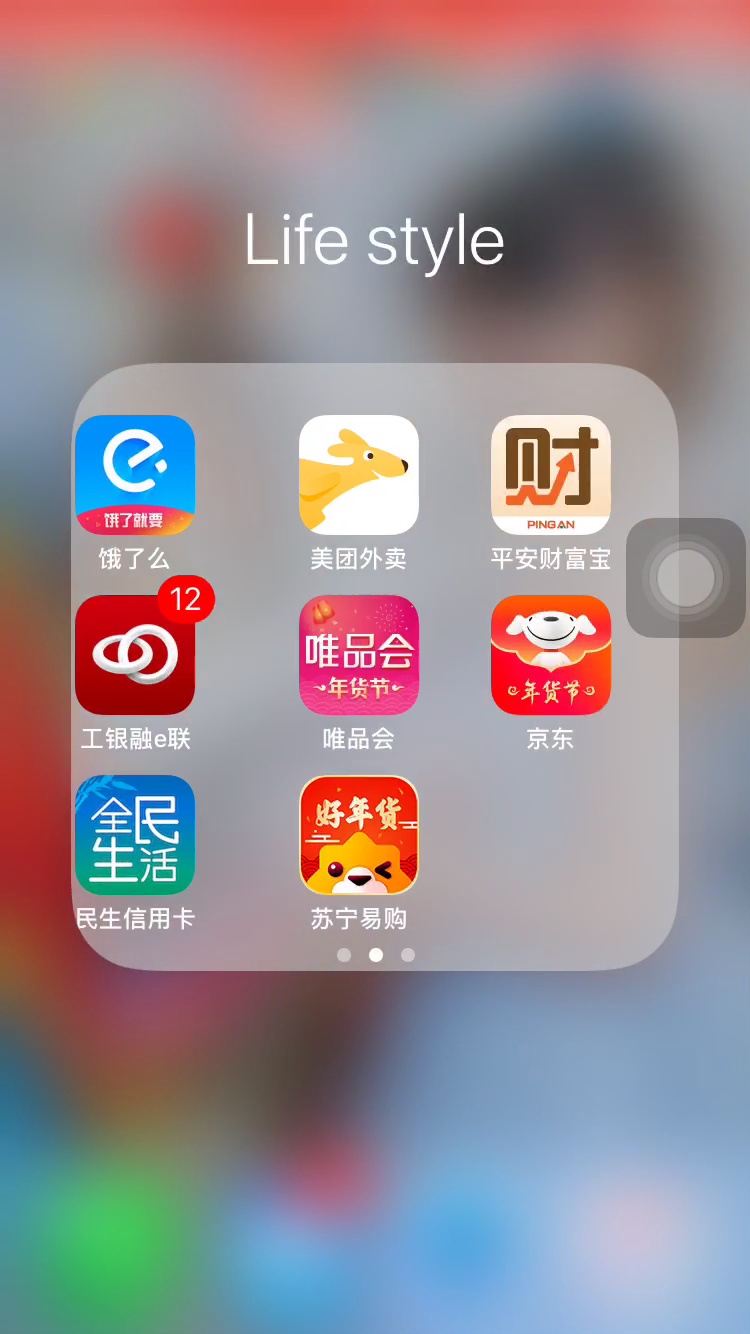 Life style
饿了就要
饿了么
美团外卖
财
PINGAN
平安财富宝
12
工银融e联
唯品会
年货节
唯品会
年货节
京东
全民
生活
民生信用卡
好年货
苏宁易购